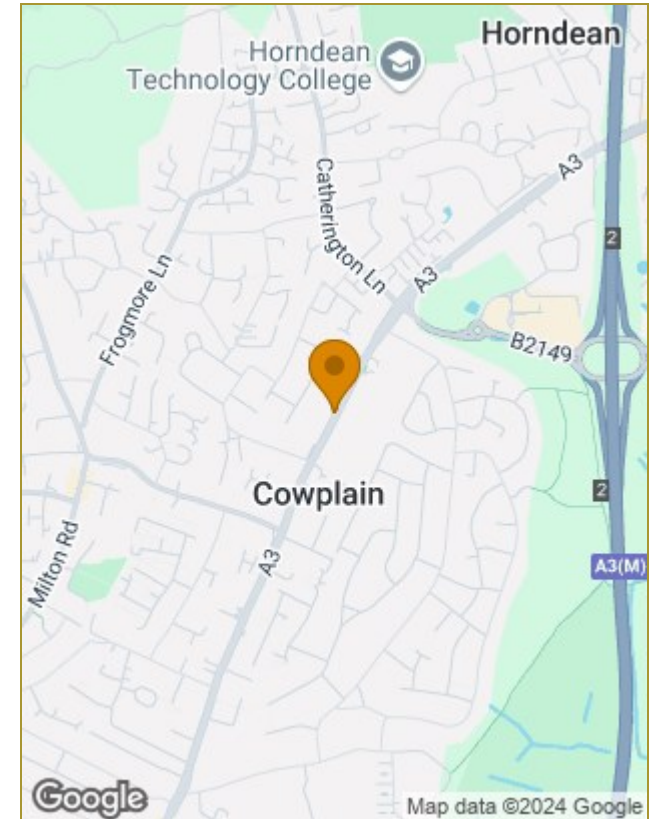 Horndean
Horndean
Technology College
A3
Catherington Ln
2
Frogmore Ln
A3
B2149
Cowplain
2
A3
A3(M)
Milton Rd
Google
Map data ©2024 Google